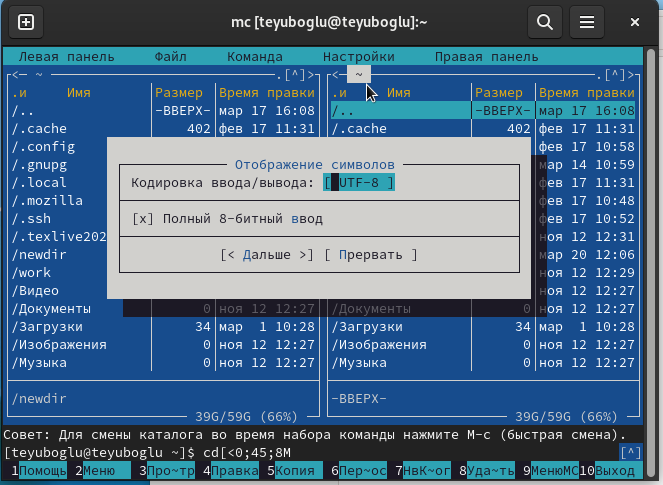 mc [teyuboglu@teyuboglu]:~
Левая панель Файл Команда Настройки Правая панель
<— ~ .[^]> <— ~ .[^]>
.и Имя Размер Время правки .и Имя Размер Время правки
/.. -ВВЕРХ- мар 17 16:08 /.. -ВВЕРХ- мар 17 16:08
/.cache 402 фев 17 11:31 /.cache 402 фев 17 11:31
/.config фев 17 10:58
/.gnupg Отображение символов мар 14 10:59
/.local Кодировка ввода/вывода: [ UTF-8 ] фев 17 11:31
/.mozilla фев 17 10:48
/.ssh [x] Полный 8-битный ввод фев 17 10:52
/.texlive202 ноя 12 12:31
/newdir [< Дальше >] [ Прервать ] мар 20 12:06
/work ноя 12 12:29
/Видео ноя 12 12:27
/Документы 0 ноя 12 12:27 /Документы 0 ноя 12 12:27
/Загрузки 34 мар 1 10:28 /Загрузки 34 мар 1 10:28
/Изображения 0 ноя 12 12:27 /Изображения 0 ноя 12 12:27
/Музыка 0 ноя 12 12:27 /Музыка 0 ноя 12 12:27
/newdir -ВВЕРХ-
39G/59G (66%) 39G/59G (66%)
Совет: Для смены каталога во время набора команды нажмите M-c (быстрая смена).
[teyuboglu@teyuboglu ~]$ cd[<0;45;8M [^]
1Помощь 2Меню 3Про~тр 4Правка 5Копия 6Пер~ос 7НвК~ог 8Уда~ть 9МенюMC 10Выход